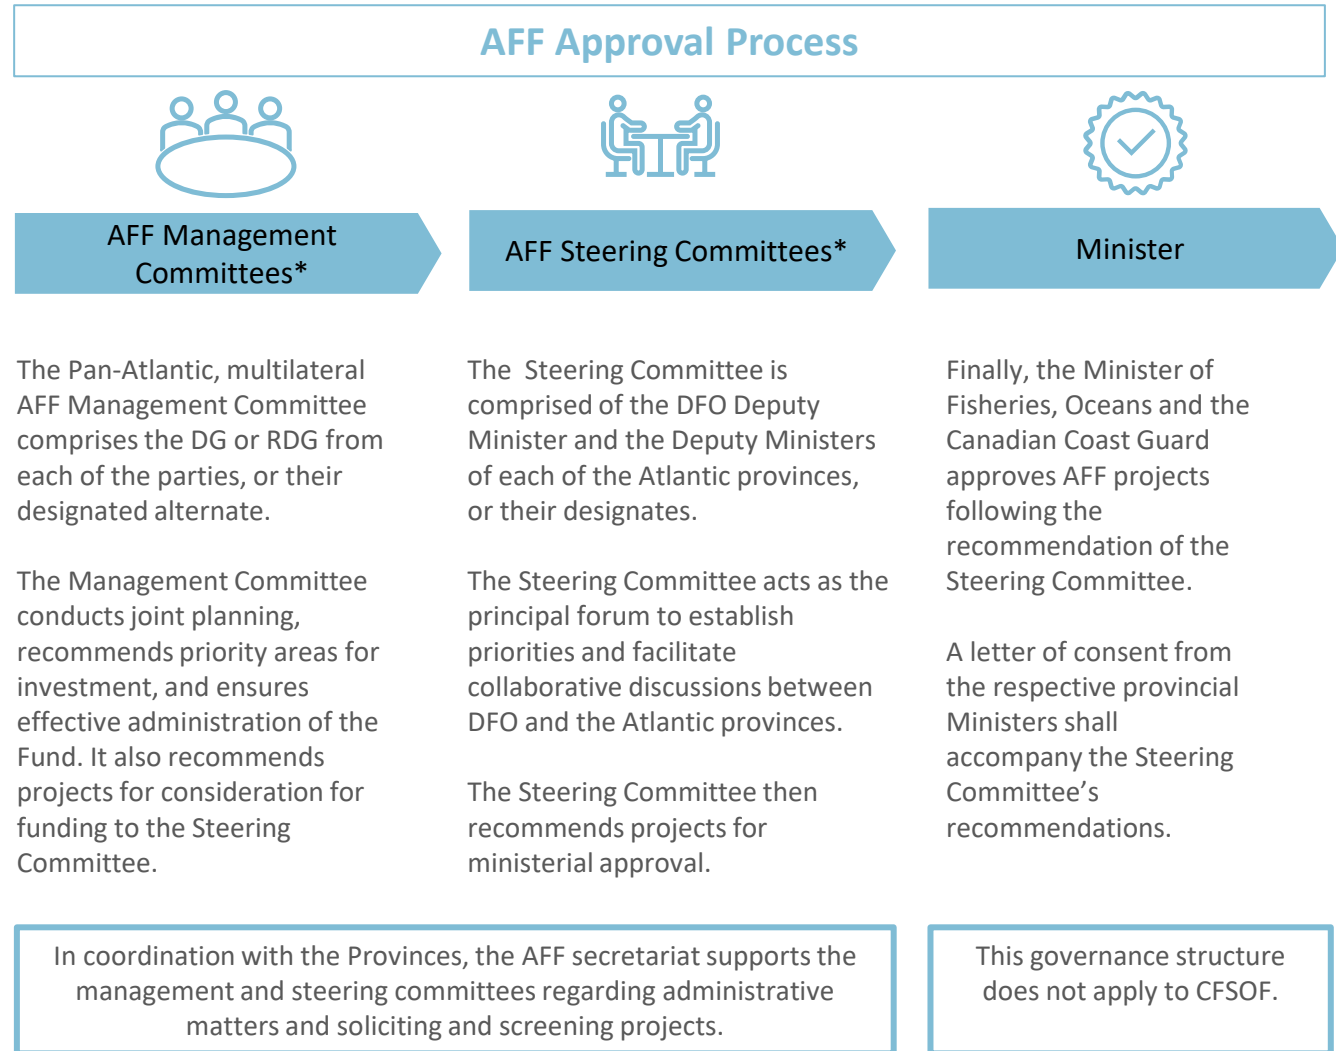 AFF Approval Process
AFF Management
Committees*
The Pan-Atlantic, multilateral
AFF Management Committee
comprises the DG or RDG from
each of the parties, or their
designated alternate.
The Management Committee
conducts joint planning,
recommends priority areas for
investment, and ensures
effective administration of the
Fund. It also recommends
projects for consideration for
funding to the Steering
Committee.
AFF Steering Committees*
The Steering Committee is
comprised of the DFO Deputy
Minister and the Deputy Ministers
of each of the Atlantic provinces,
or their designates.
The Steering Committee acts as the
principal forum to establish
priorities and facilitate
collaborative discussions between
DFO and the Atlantic provinces.
The Steering Committee then
recommends projects for
ministerial approval.
Minister
Finally, the Minister of
Fisheries, Oceans and the
Canadian Coast Guard
approves AFF projects
following the
recommendation of the
Steering Committee.
A letter of consent from
the respective provincial
Ministers shall
accompany the Steering
Committee’s
recommendations.
In coordination with the Provinces, the AFF secretariat supports the
management and steering committees regarding administrative
matters and soliciting and screening projects.
This governance structure
does not apply to CFSOF.